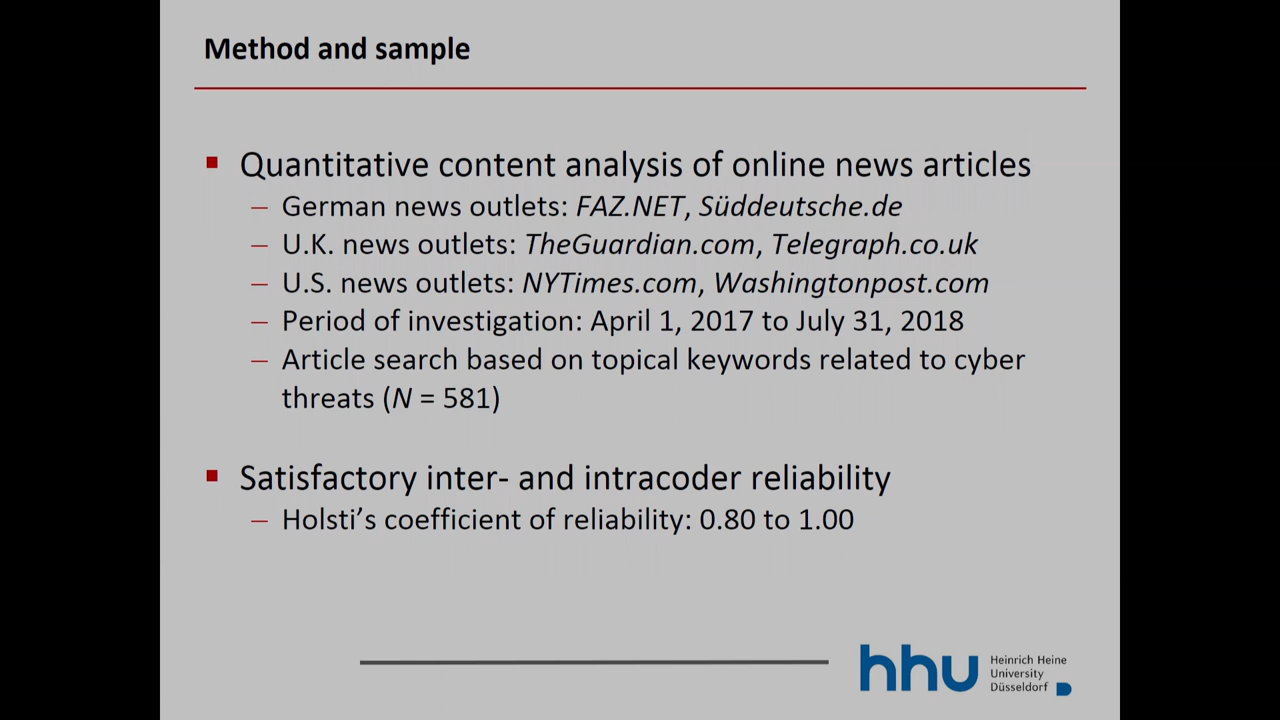 Method and sample
▪ Quantitative content analysis of online news articles
– German news outlets: FAZ.NET, Süddeutsche.de
– U.K. news outlets: TheGuardian.com, Telegraph.co.uk
– U.S. news outlets: NYTimes.com, Washingtonpost.com
– Period of investigation: April 1, 2017 to July 31, 2018
– Article search based on topical keywords related to cyber
threats (N = 581)
▪ Satisfactory inter- and intracoder reliability
– Holsti’s coefficient of reliability: 0.80 to 1.00
hhu
Heinrich Heine
University
Düsseldorf